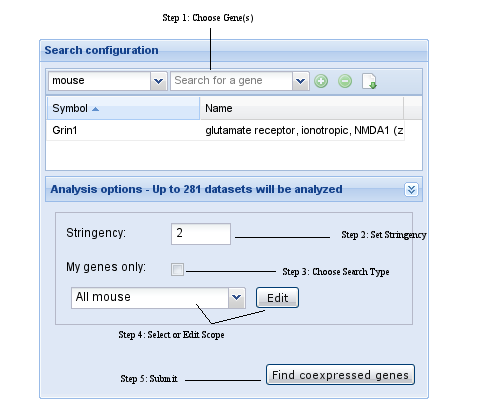 Step 1: Choose Gene(s)
Search configuration
mouse Search for a gene
Symbol Name
Grin1 glutamate receptor, ionotropic, NMDA1 (z
Analysis options - Up to 281 datasets will be analyzed
Stringency: 2 Step 2: Set Stringency
My genes only: Step 3: Choose Search Type
All mouse Edit
Step 4: Select or Edit Scope
Step 5: Submit Find coexpressed genes